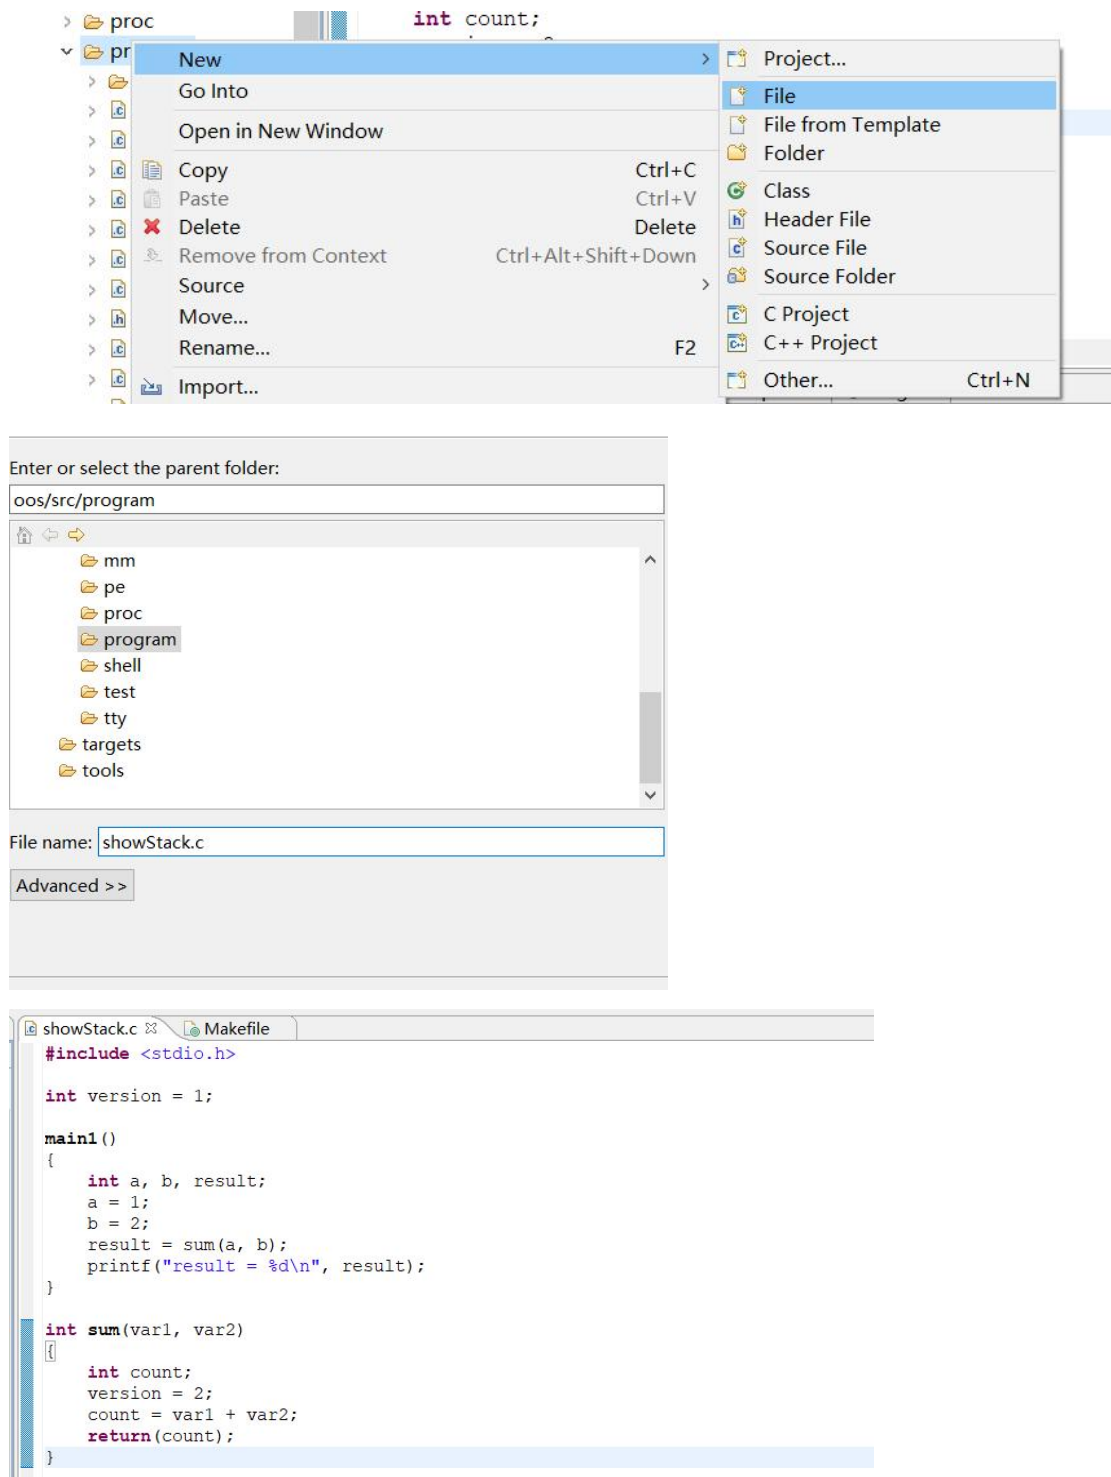 proc
int count;
pr
New
Go Into
Open in New Window
Copy Ctrl+C
Paste Ctrl+V
Delete Delete
Remove from Context Ctrl+Alt+Shift+Down
Source
Move...
Rename... F2
Import...
Project...
File
File from Template
Folder
Class
Header File
Source File
Source Folder
C Project
C++ Project
Other... Ctrl+N
Enter or select the parent folder:
oos/src/program
mm
pe
proc
program
shell
test
tty
targets
tools
File name: showStack.c
Advanced >>
showStack.c Makefile
#include <stdio.h>
int version = 1;
main1()
{
int a, b, result;
a = 1;
b = 2;
result = sum(a, b);
printf("result = %d\n", result);
}
int sum(var1, var2)
{
int count;
version = 2;
count = var1 + var2;
return(count);
}